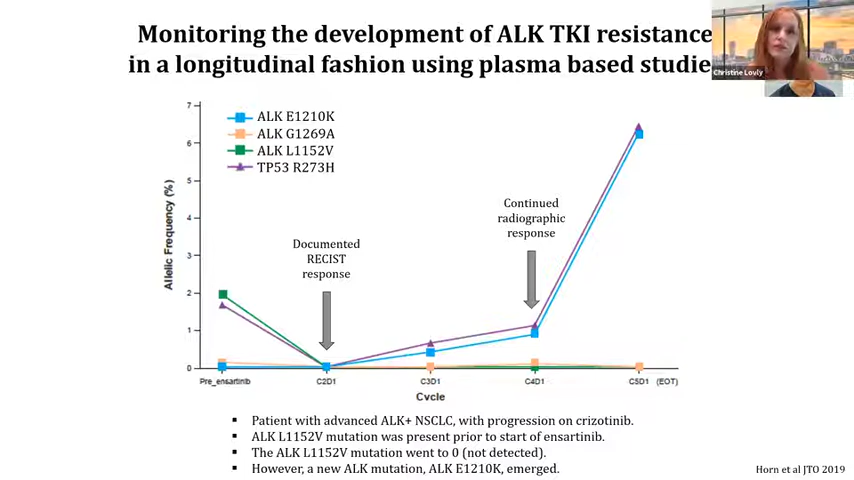 Monitoring the development of ALK TKI resistance
in a longitudinal fashion using plasma based studie
Christine Lovly
7
6
5
4
3
2
1
0
Allelic Frequency (%)
ALK E1210K
ALK G1269A
ALK L1152V
TP53 R273H
Documented
RECIST
response
Continued
radiographic
response
Pre_ensartinib
C2D1
C3D1
C4D1
C5D1 (EOT)
Cycle
▪ Patient with advanced ALK+ NSCLC, with progression on crizotinib.
▪ ALK L1152V mutation was present prior to start of ensartinib.
▪ The ALK L1152V mutation went to 0 (not detected).
▪ However, a new ALK mutation, ALK E1210K, emerged.
Horn et al JTO 2019